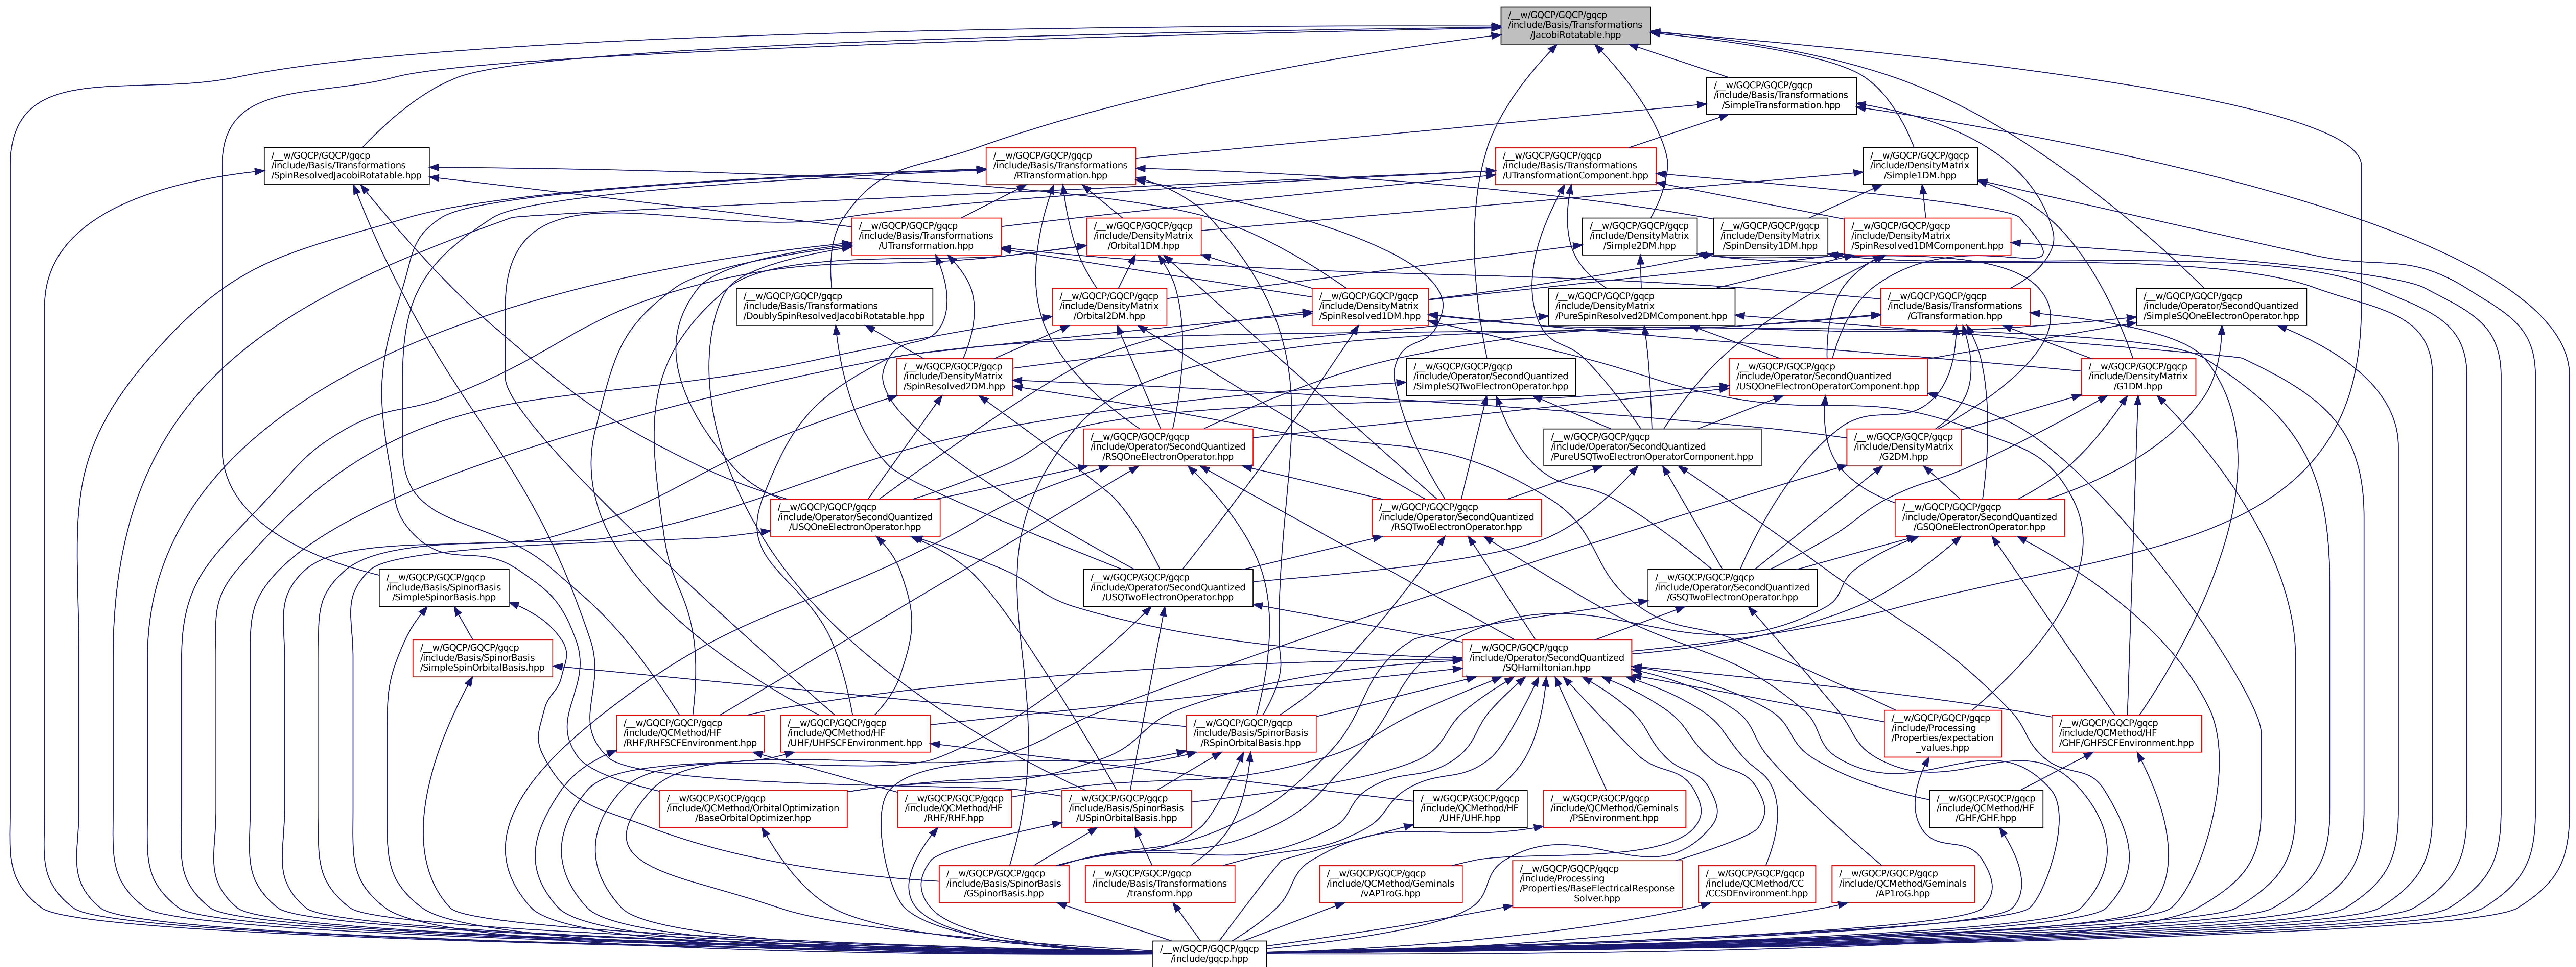 /__w/GQCP/GQCP/gqcp
/include/Basis/Transformations
/JacobiRotatable.hpp
/__w/GQCP/GQCP/gqcp
/include/Basis/Transformations
/SimpleTransformation.hpp
/__w/GQCP/GQCP/gqcp
/include/Basis/Transformations
/SpinResolvedJacobiRotatable.hpp
/__w/GQCP/GQCP/gqcp
/include/Basis/Transformations
/RTransformation.hpp
/__w/GQCP/GQCP/gqcp
/include/Basis/Transformations
/UTransformationComponent.hpp
/__w/GQCP/GQCP/gqcp
/include/DensityMatrix
/Simple1DM.hpp
/__w/GQCP/GQCP/gqcp
/include/Basis/Transformations
/UTransformation.hpp
/__w/GQCP/GQCP/gqcp
/include/DensityMatrix
/Orbital1DM.hpp
/__w/GQCP/GQCP/gqcp
/include/DensityMatrix
/Simple2DM.hpp
/__w/GQCP/GQCP/gqcp
/include/DensityMatrix
/SpinDensity1DM.hpp
/__w/GQCP/GQCP/gqcp
/include/DensityMatrix
/SpinResolved1DMComponent.hpp
/__w/GQCP/GQCP/gqcp
/include/Basis/Transformations
/DoublySpinResolvedJacobiRotatable.hpp
/__w/GQCP/GQCP/gqcp
/include/DensityMatrix
/Orbital2DM.hpp
/__w/GQCP/GQCP/gqcp
/include/DensityMatrix
/SpinResolved1DM.hpp
/__w/GQCP/GQCP/gqcp
/include/DensityMatrix
/PureSpinResolved2DMComponent.hpp
/__w/GQCP/GQCP/gqcp
/include/Basis/Transformations
/GTransformation.hpp
/__w/GQCP/GQCP/gqcp
/include/Operator/SecondQuantized
/SimpleSQOneElectronOperator.hpp
/__w/GQCP/GQCP/gqcp
/include/DensityMatrix
/SpinResolved2DM.hpp
/__w/GQCP/GQCP/gqcp
/include/Operator/SecondQuantized
/SimpleSQTwoElectronOperator.hpp
/__w/GQCP/GQCP/gqcp
/include/Operator/SecondQuantized
/USQOneElectronOperatorComponent.hpp
/__w/GQCP/GQCP/gqcp
/include/DensityMatrix
/G1DM.hpp
/__w/GQCP/GQCP/gqcp
/include/Operator/SecondQuantized
/RSQOneElectronOperator.hpp
/__w/GQCP/GQCP/gqcp
/include/Operator/SecondQuantized
/PureUSQTwoElectronOperatorComponent.hpp
/__w/GQCP/GQCP/gqcp
/include/DensityMatrix
/G2DM.hpp
/__w/GQCP/GQCP/gqcp
/include/Operator/SecondQuantized
/USQOneElectronOperator.hpp
/__w/GQCP/GQCP/gqcp
/include/Operator/SecondQuantized
/RSQTwoElectronOperator.hpp
/__w/GQCP/GQCP/gqcp
/include/Operator/SecondQuantized
/GSQOneElectronOperator.hpp
/__w/GQCP/GQCP/gqcp
/include/Basis/SpinorBasis
/SimpleSpinorBasis.hpp
/__w/GQCP/GQCP/gqcp
/include/Operator/SecondQuantized
/USQTwoElectronOperator.hpp
/__w/GQCP/GQCP/gqcp
/include/Operator/SecondQuantized
/GSQTwoElectronOperator.hpp
/__w/GQCP/GQCP/gqcp
/include/Basis/SpinorBasis
/SimpleSpinOrbitalBasis.hpp
/__w/GQCP/GQCP/gqcp
/include/Operator/SecondQuantized
/SQHamiltonian.hpp
/__w/GQCP/GQCP/gqcp
/include/QCMethod/HF
/RHF/RHFSCFEnvironment.hpp
/__w/GQCP/GQCP/gqcp
/include/QCMethod/HF
/UHF/UHFSCFEnvironment.hpp
/__w/GQCP/GQCP/gqcp
/include/Basis/SpinorBasis
/RSpinOrbitalBasis.hpp
/__w/GQCP/GQCP/gqcp
/include/Processing
/Properties/expectation
_values.hpp
/__w/GQCP/GQCP/gqcp
/include/QCMethod/HF
/GHF/GHFSCFEnvironment.hpp
/__w/GQCP/GQCP/gqcp
/include/QCMethod/OrbitalOptimization
/BaseOrbitalOptimizer.hpp
/__w/GQCP/GQCP/gqcp
/include/QCMethod/HF
/RHF/RHF.hpp
/__w/GQCP/GQCP/gqcp
/include/Basis/SpinorBasis
/USpinOrbitalBasis.hpp
/__w/GQCP/GQCP/gqcp
/include/QCMethod/HF
/UHF/UHF.hpp
/__w/GQCP/GQCP/gqcp
/include/QCMethod/Geminals
/PSEnvironment.hpp
/__w/GQCP/GQCP/gqcp
/include/QCMethod/HF
/GHF/GHF.hpp
/__w/GQCP/GQCP/gqcp
/include/Basis/SpinorBasis
/GSpinorBasis.hpp
/__w/GQCP/GQCP/gqcp
/include/Basis/Transformations
/transform.hpp
/__w/GQCP/GQCP/gqcp
/include/QCMethod/Geminals
/vAP1roG.hpp
/__w/GQCP/GQCP/gqcp
/include/Processing
/Properties/BaseElectricalResponse
Solver.hpp
/__w/GQCP/GQCP/gqcp
/include/QCMethod/CC
/CCSDEnvironment.hpp
/__w/GQCP/GQCP/gqcp
/include/QCMethod/Geminals
/AP1roG.hpp
/__w/GQCP/GQCP/gqcp
/include/gqcp.hpp